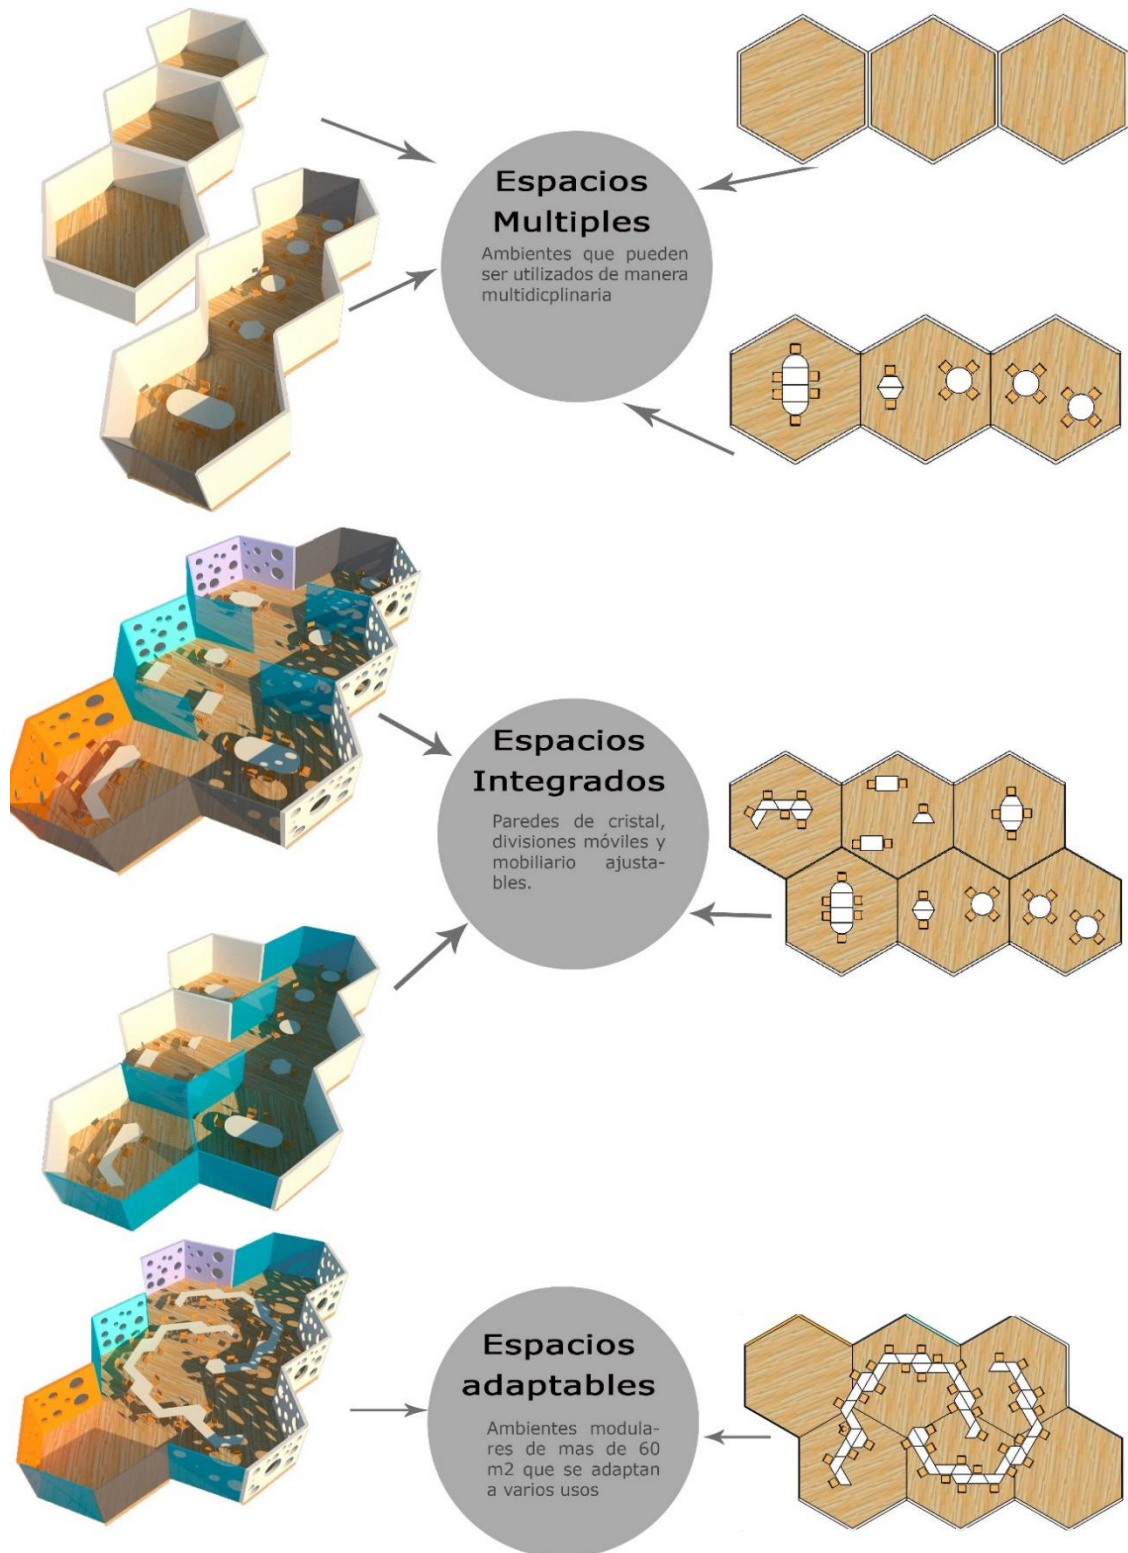 Espacios
Multiples
Ambientes que pueden
ser utilizados de manera
multidicplinaria
Espacios
Integrados
Paredes de cristal,
divisiones móviles y
mobiliario ajusta-
bles.
Espacios
adaptables
Ambientes modula-
res de mas de 60
m2 que se adaptan
a varios usos